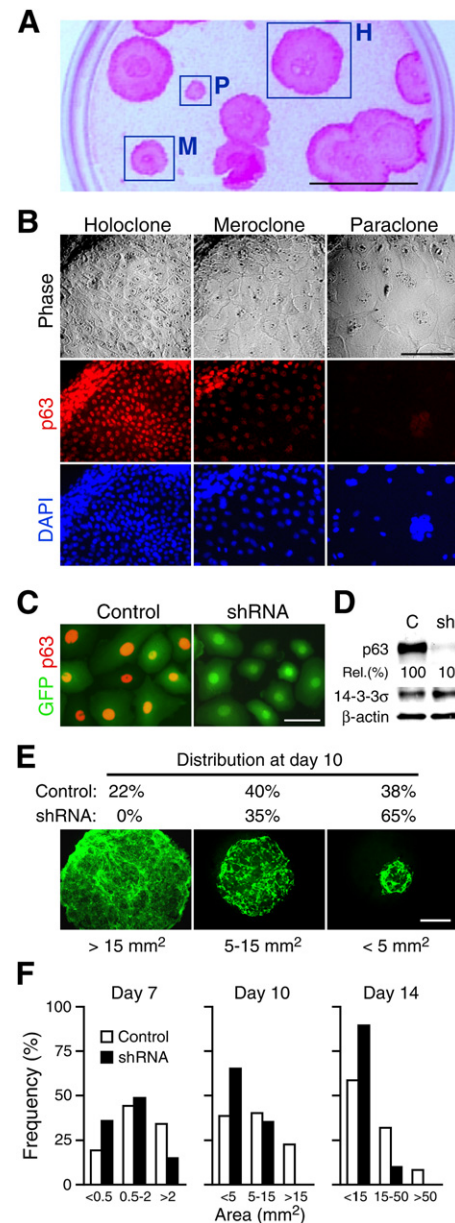 A
H
P
M
B
Holoclone Meroclone Paraclone
Phase
p63
DAPI
C
Control shRNA
GFP p63
D
C sh
p63
Rel.(%) 100 10
14-3-3σ
β-actin
E
Distribution at day 10
Control: 22% 40% 38%
shRNA: 0% 35% 65%
> 15 mm² 5-15 mm² < 5 mm²
F
Day 7 Day 10 Day 14
Frequency (%)
100
75
50
25
0
Control
shRNA
<0.5 0.5-2 >2 <5 5-15 >15 <15 15-50 >50
Area (mm²)